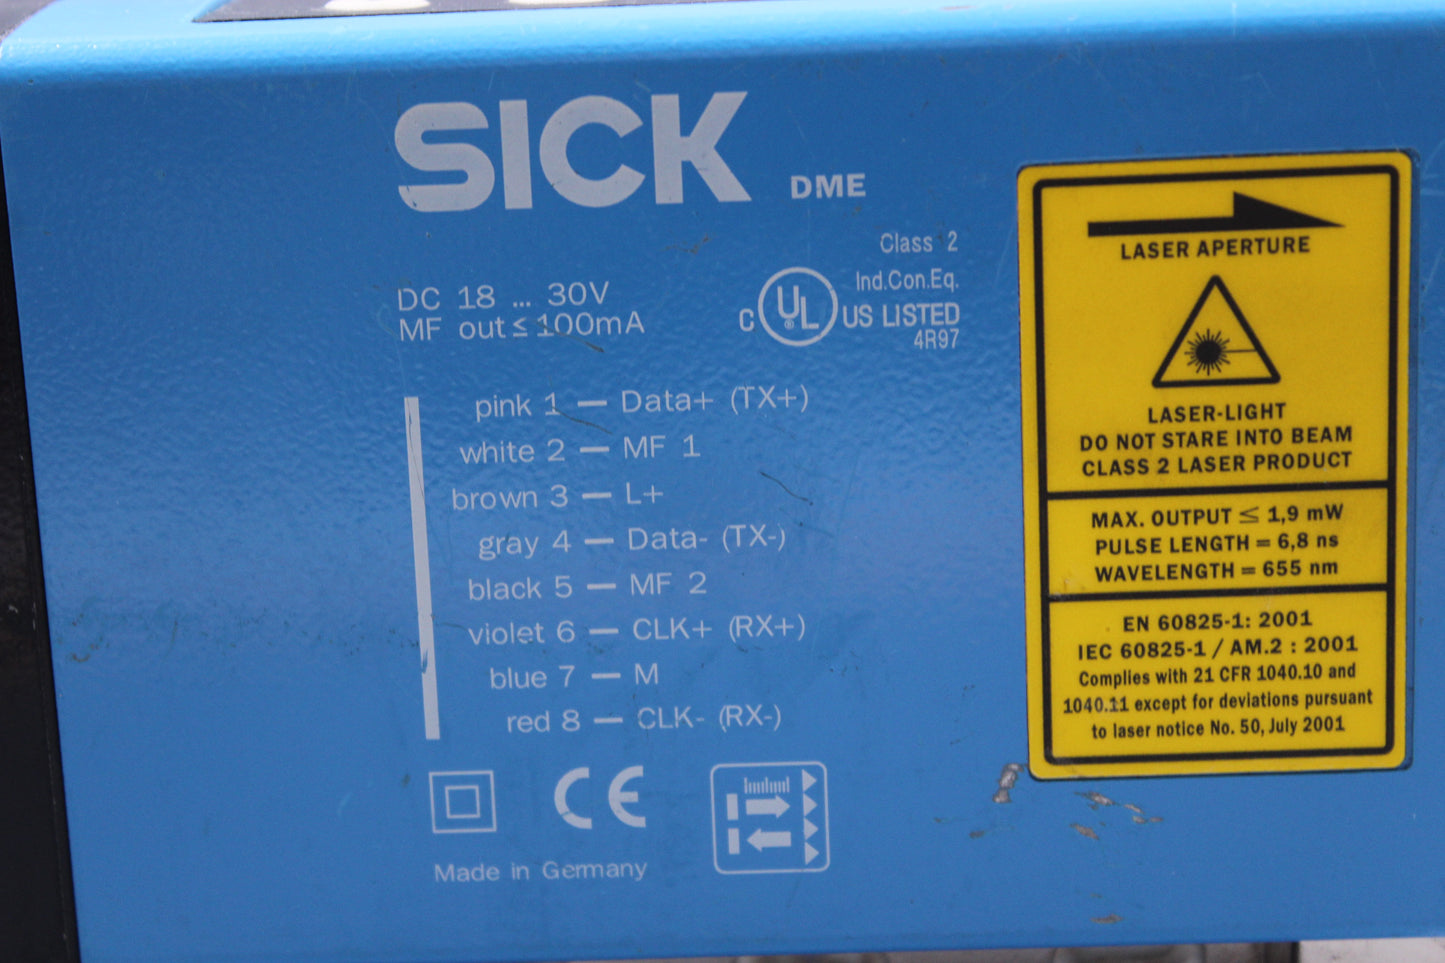 SICK DME
Class 2
Ind.Con.Eq.
C UL ® US LISTED
4R97
DC 18 ... 30V
MF out ≤ 100mA
pink 1 — Data+ (TX+)
white 2 — MF 1
brown 3 — L+
gray 4 — Data- (TX-)
black 5 — MF 2
violet 6 — CLK+ (RX+)
blue 7 — M
red 8 — CLK- (RX-)
CE
Made in Germany
LASER APERTURE
LASER-LIGHT
DO NOT STARE INTO BEAM
CLASS 2 LASER PRODUCT
MAX. OUTPUT ≤ 1,9 mW
PULSE LENGTH = 6,8 ns
WAVELENGTH = 655 nm
EN 60825-1: 2001
IEC 60825-1 / AM.2 : 2001
Complies with 21 CFR 1040.10 and
1040.11 except for deviations pursuant
to laser notice No. 50, July 2001